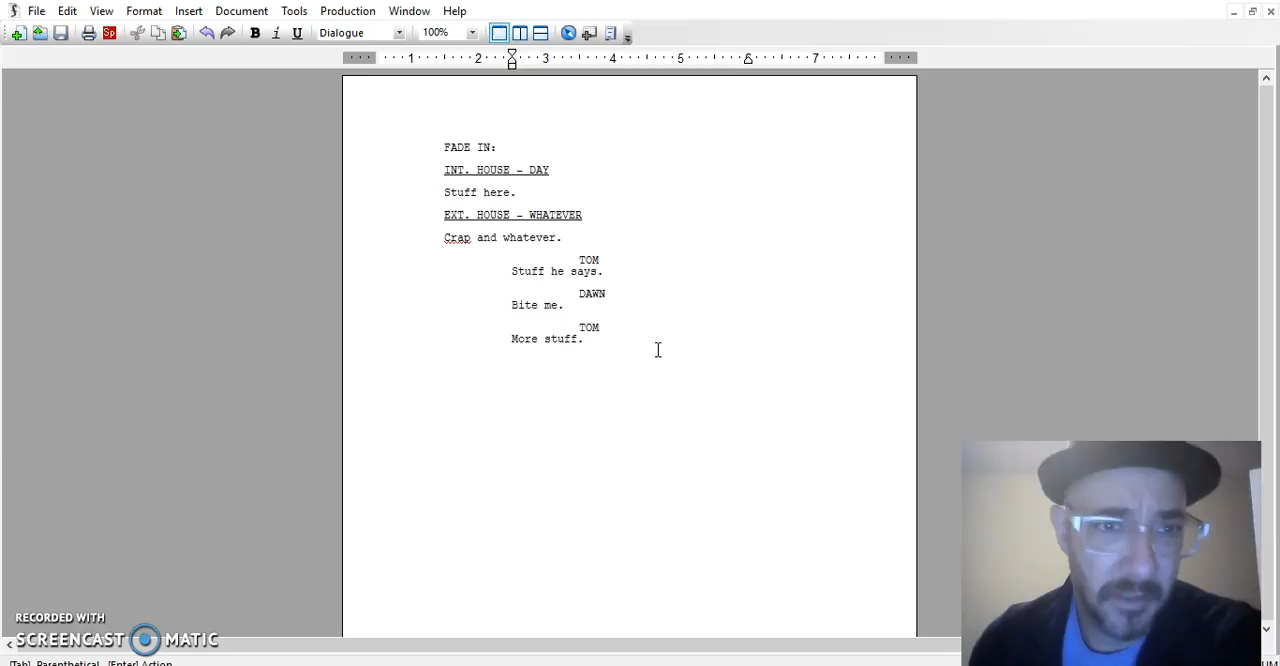 File Edit View Format Insert Document Tools Production Window Help
Sp B i U Dialogue 100%
1 2 3 4 5 7
FADE IN:
INT. HOUSE - DAY
Stuff here.
EXT. HOUSE - WHATEVER
Crap and whatever.
TOM
Stuff he says.
DAWN
Bite me.
TOM
More stuff.
RECORDED WITH
SCREENCAST MATIC
[Tab] Parenthetical [Enter] Action